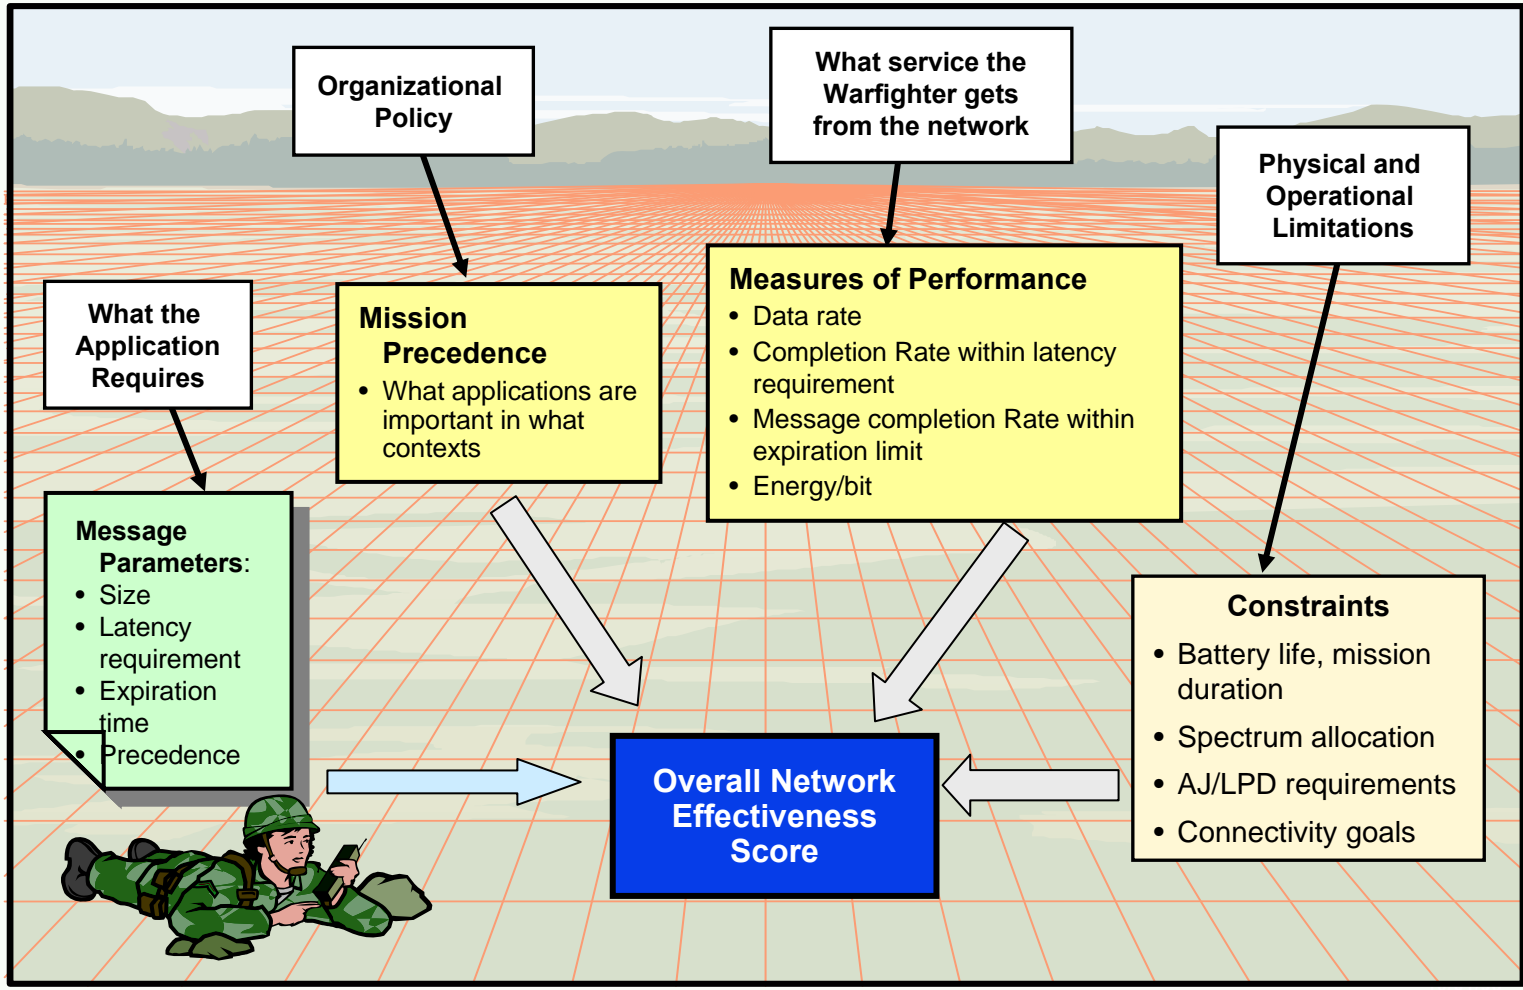 Organizational
Policy
What service the
Warfighter gets
from the network
Physical and
Operational
Limitations
What the
Application
Requires
Mission
Precedence
• What applications are
important in what
contexts
Measures of Performance
• Data rate
• Completion Rate within latency
requirement
• Message completion Rate within
expiration limit
• Energy/bit
Message
Parameters:
• Size
• Latency
requirement
• Expiration
time
• Precedence
Constraints
• Battery life, mission
duration
• Spectrum allocation
• AJ/LPD requirements
• Connectivity goals
Overall Network
Effectiveness
Score